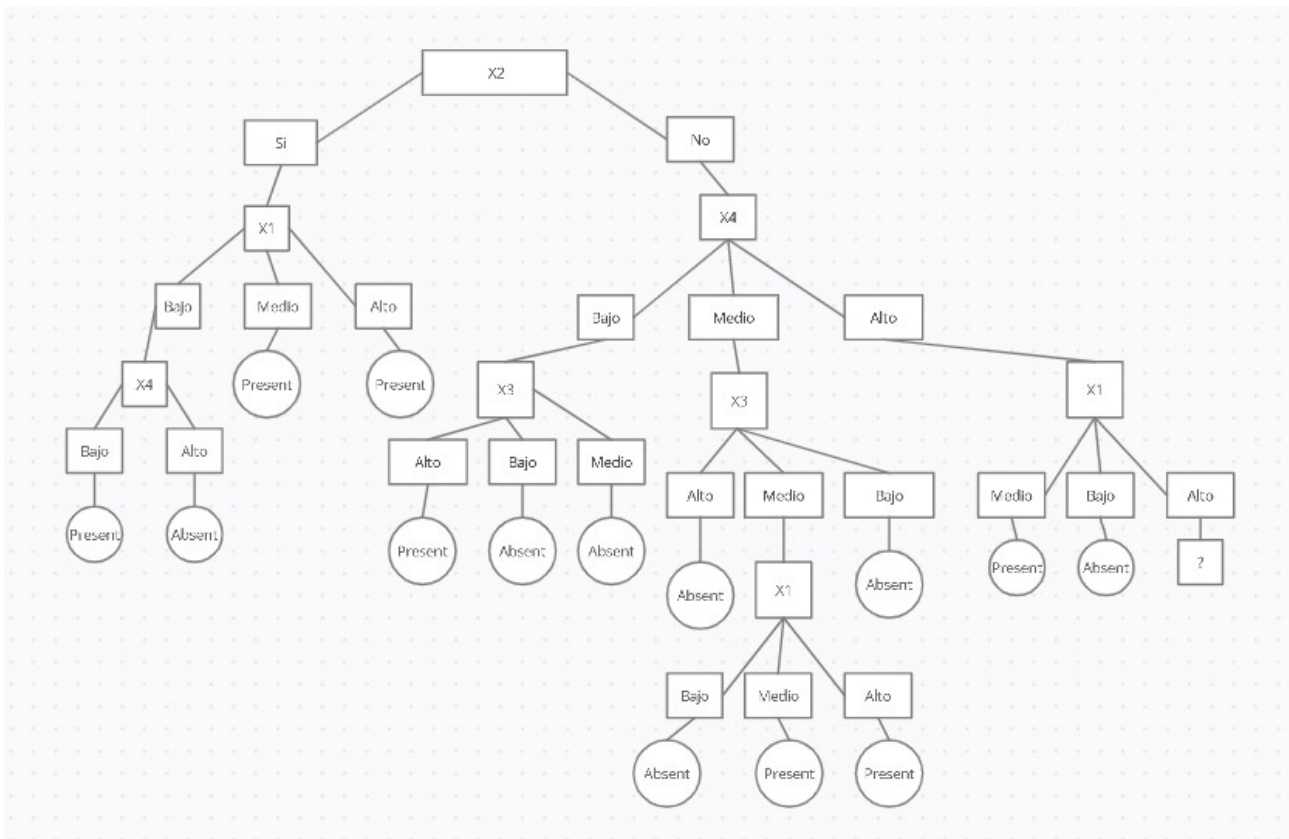 X2
Si
No
X4
X1
Bajo
Medio
Alto
Bajo
Medio
Alto
X4
Present
Present
X3
X3
X1
Bajo
Alto
Alto
Bajo
Medio
Alto
Medio
Bajo
Medio
Bajo
Alto
Present
Absent
Present
Absent
Absent
Absent
X1
Absent
Present
Absent
?
Bajo
Medio
Alto
Absent
Present
Present